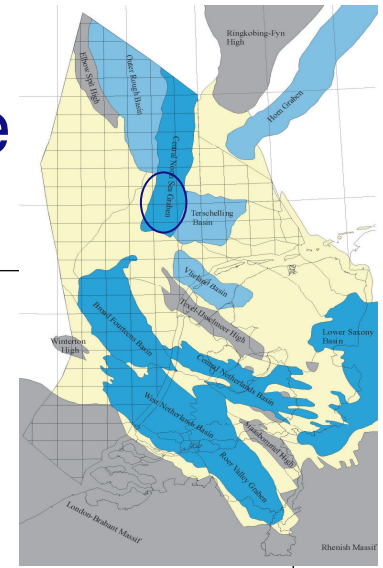 Ringkobing-Fyn
High
Elbow Spit High
Outer Rough Basin
Horn Graben
e
Central North Sea Graben
Terschelling
Basin
Vlieland Basin
Texel-IJsselmeer High
Broad Fourteens Basin
Lower Saxony
Basin
Winterton
High
Central Netherlands Basin
West Netherlands Basin
Zandbommel High
Roer Valley Graben
London-Brabant Massif
Rhenish Massif